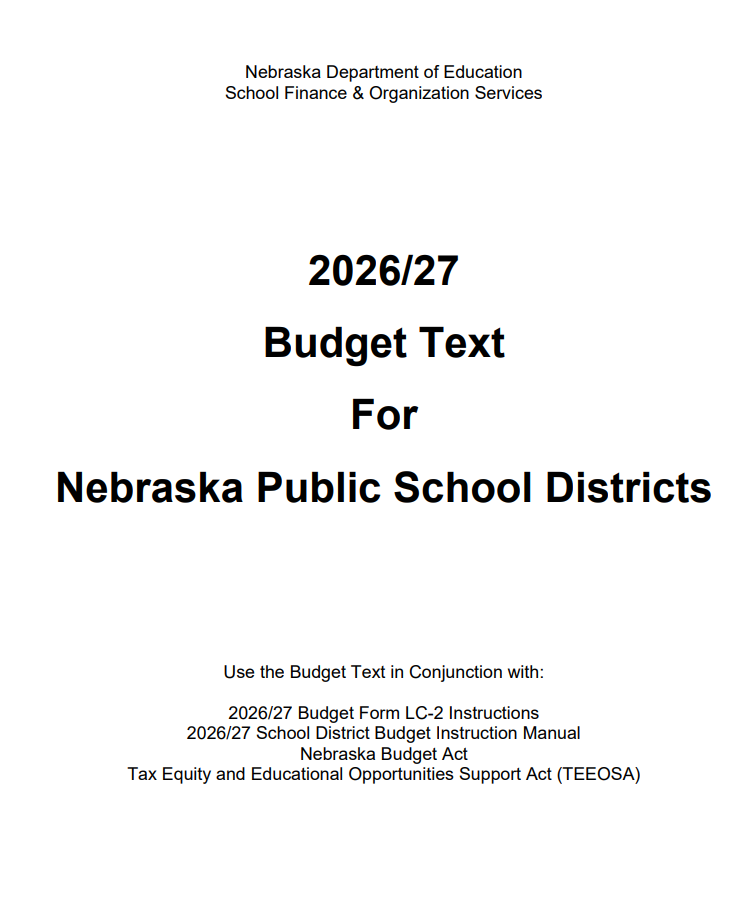 Nebraska Department of Education
School Finance & Organization Services
2026/27
Budget Text
For
Nebraska Public School Districts
Use the Budget Text in Conjunction with:
2026/27 Budget Form LC-2 Instructions
2026/27 School District Budget Instruction Manual
Nebraska Budget Act
Tax Equity and Educational Opportunities Support Act (TEEOSA)